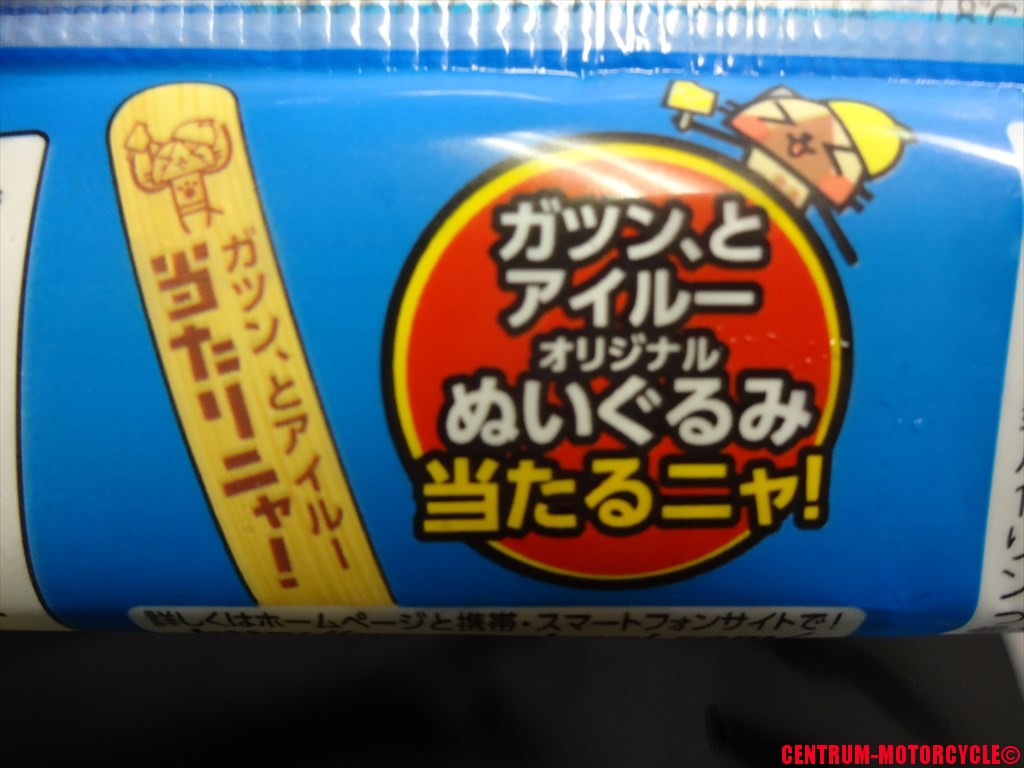 8℃
ガツン、とアイルー
当たりニャ!
ガツン、と
アイルー
オリジナル
ぬいぐるみ
当たるニャ!
詳しくはホームページと携帯・スマートフォンサイトで!
CENTRUM-MOTORCYCLE©